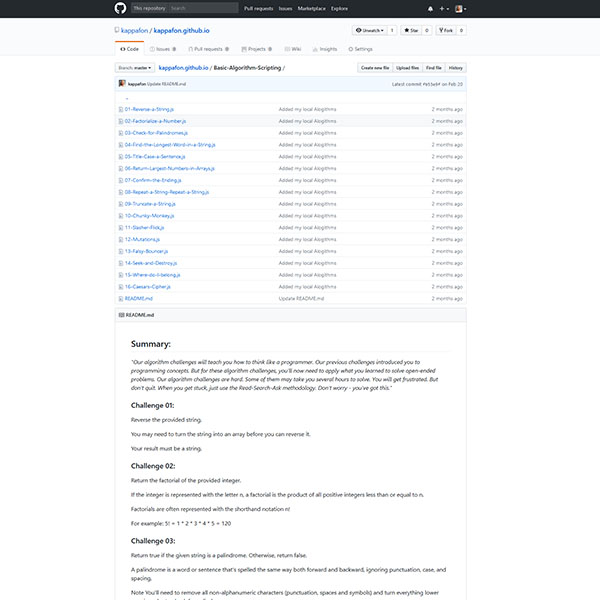 This repository Search Pull requests Issues Marketplace Explore
kappafon / kappafon.github.io Unwatch 1 Star 0 Fork 0
Code Issues 0 Pull requests 0 Projects 0 Wiki Insights Settings
Branch: master kappafon.github.io / Basic-Algorithm-Scripting / Create new file Upload files Find file History
kappafon Update README.md Latest commit on Feb 20
..
01-Reverse-a-String.js Added my local Alogithms 2 months ago
02-Factorialize-a-Number.js Added my local Alogithms 2 months ago
03-Check-for-Palindromes.js Added my local Alogithms 2 months ago
04-Find-the-Longest-Word-in-a-String.js Added my local Alogithms 2 months ago
05-Title-Case-a-Sentence.js Added my local Alogithms 2 months ago
06-Return-Largest-Numbers-in-Arrays.js Added my local Alogithms 2 months ago
07-Confirm-the-Ending.js Added my local Alogithms 2 months ago
08-Repeat-a-String-Repeat-a-String.js Added my local Alogithms 2 months ago
09-Truncate-a-String.js Added my local Alogithms 2 months ago
10-Chunky-Monkey.js Added my local Alogithms 2 months ago
11-Slasher-Flick.js Added my local Alogithms 2 months ago
12-Mutations.js Added my local Alogithms 2 months ago
13-Falsy-Bouncer.js Added my local Alogithms 2 months ago
14-Seek-and-Destroy.js Added my local Alogithms 2 months ago
15-Where-do-I-belong.js Added my local Alogithms 2 months ago
16-Caesars-Cipher.js Added my local Alogithms 2 months ago
README.md Update README.md 2 months ago
README.md
Summary:
"Our algorithm challenges will teach you how to think like a programmer. Our previous challenges introduced you to
programming concepts. But for these algorithm challenges, you'll now need to apply what you learned to solve open-ended
problems. Our algorithm challenges are hard. Some of them may take you several hours to solve. You will get frustrated. But
don't quit. When you get stuck, just use the Read-Search-Ask methodology. Don't worry - you've got this."
Challenge 01:
Reverse the provided string.
You may need to turn the string into an array before you can reverse it.
Your result must be a string.
Challenge 02:
Return the factorial of the provided integer.
If the integer is represented with the letter n, a factorial is the product of all positive integers less than or equal to n.
Factorials are often represented with the shorthand notation n!
For example: 5! = 1 * 2 * 3 * 4 * 5 = 120
Challenge 03:
Return true if the given string is a palindrome. Otherwise, return false.
A palindrome is a word or sentence that's spelled the same way both forward and backward, ignoring punctuation, case, and
spacing.
Note You'll need to remove all non-alphanumeric characters (punctuation, spaces and symbols) and turn everything lower